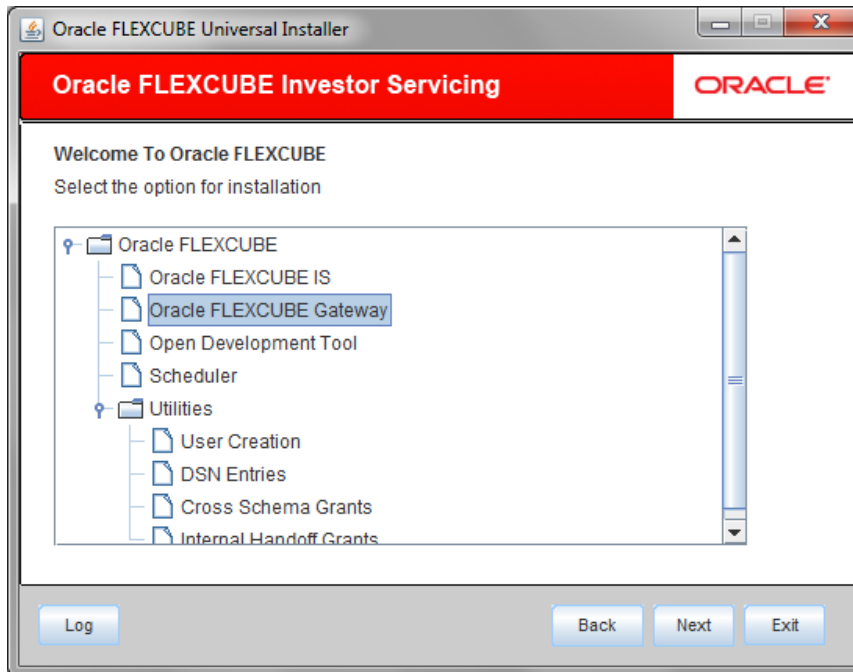 Oracle FLEXCUBE Universal Installer
Oracle FLEXCUBE Investor Servicing
ORACLE
Welcome To Oracle FLEXCUBE
Select the option for installation
Oracle FLEXCUBE
Oracle FLEXCUBE IS
Oracle FLEXCUBE Gateway
Open Development Tool
Scheduler
Utilities
User Creation
DSN Entries
Cross Schema Grants
Internal Handoff Grants
Log Back Next Exit